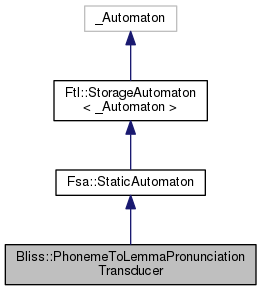 _Automaton
Ftl::StorageAutomaton
< _Automaton >
Fsa::StaticAutomaton
Bliss::PhonemeToLemmaPronunciation
Transducer